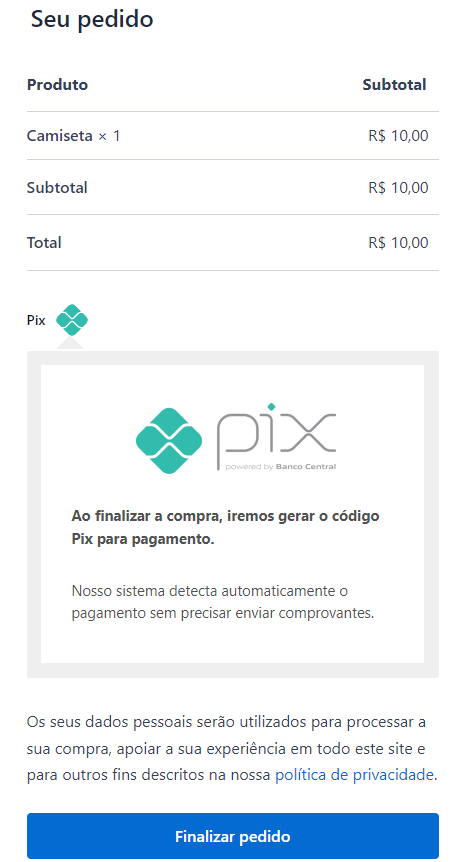 Seu pedido
Produto Subtotal
Camiseta × 1 R$ 10,00
Subtotal R$ 10,00
Total R$ 10,00
Pix
pix
powered by Banco Central
Ao finalizar a compra, iremos gerar o código
Pix para pagamento.
Nosso sistema detecta automaticamente o
pagamento sem precisar enviar comprovantes.
Os seus dados pessoais serão utilizados para processar a
sua compra, apoiar a sua experiência em todo este site e
para outros fins descritos na nossa política de privacidade.
Finalizar pedido